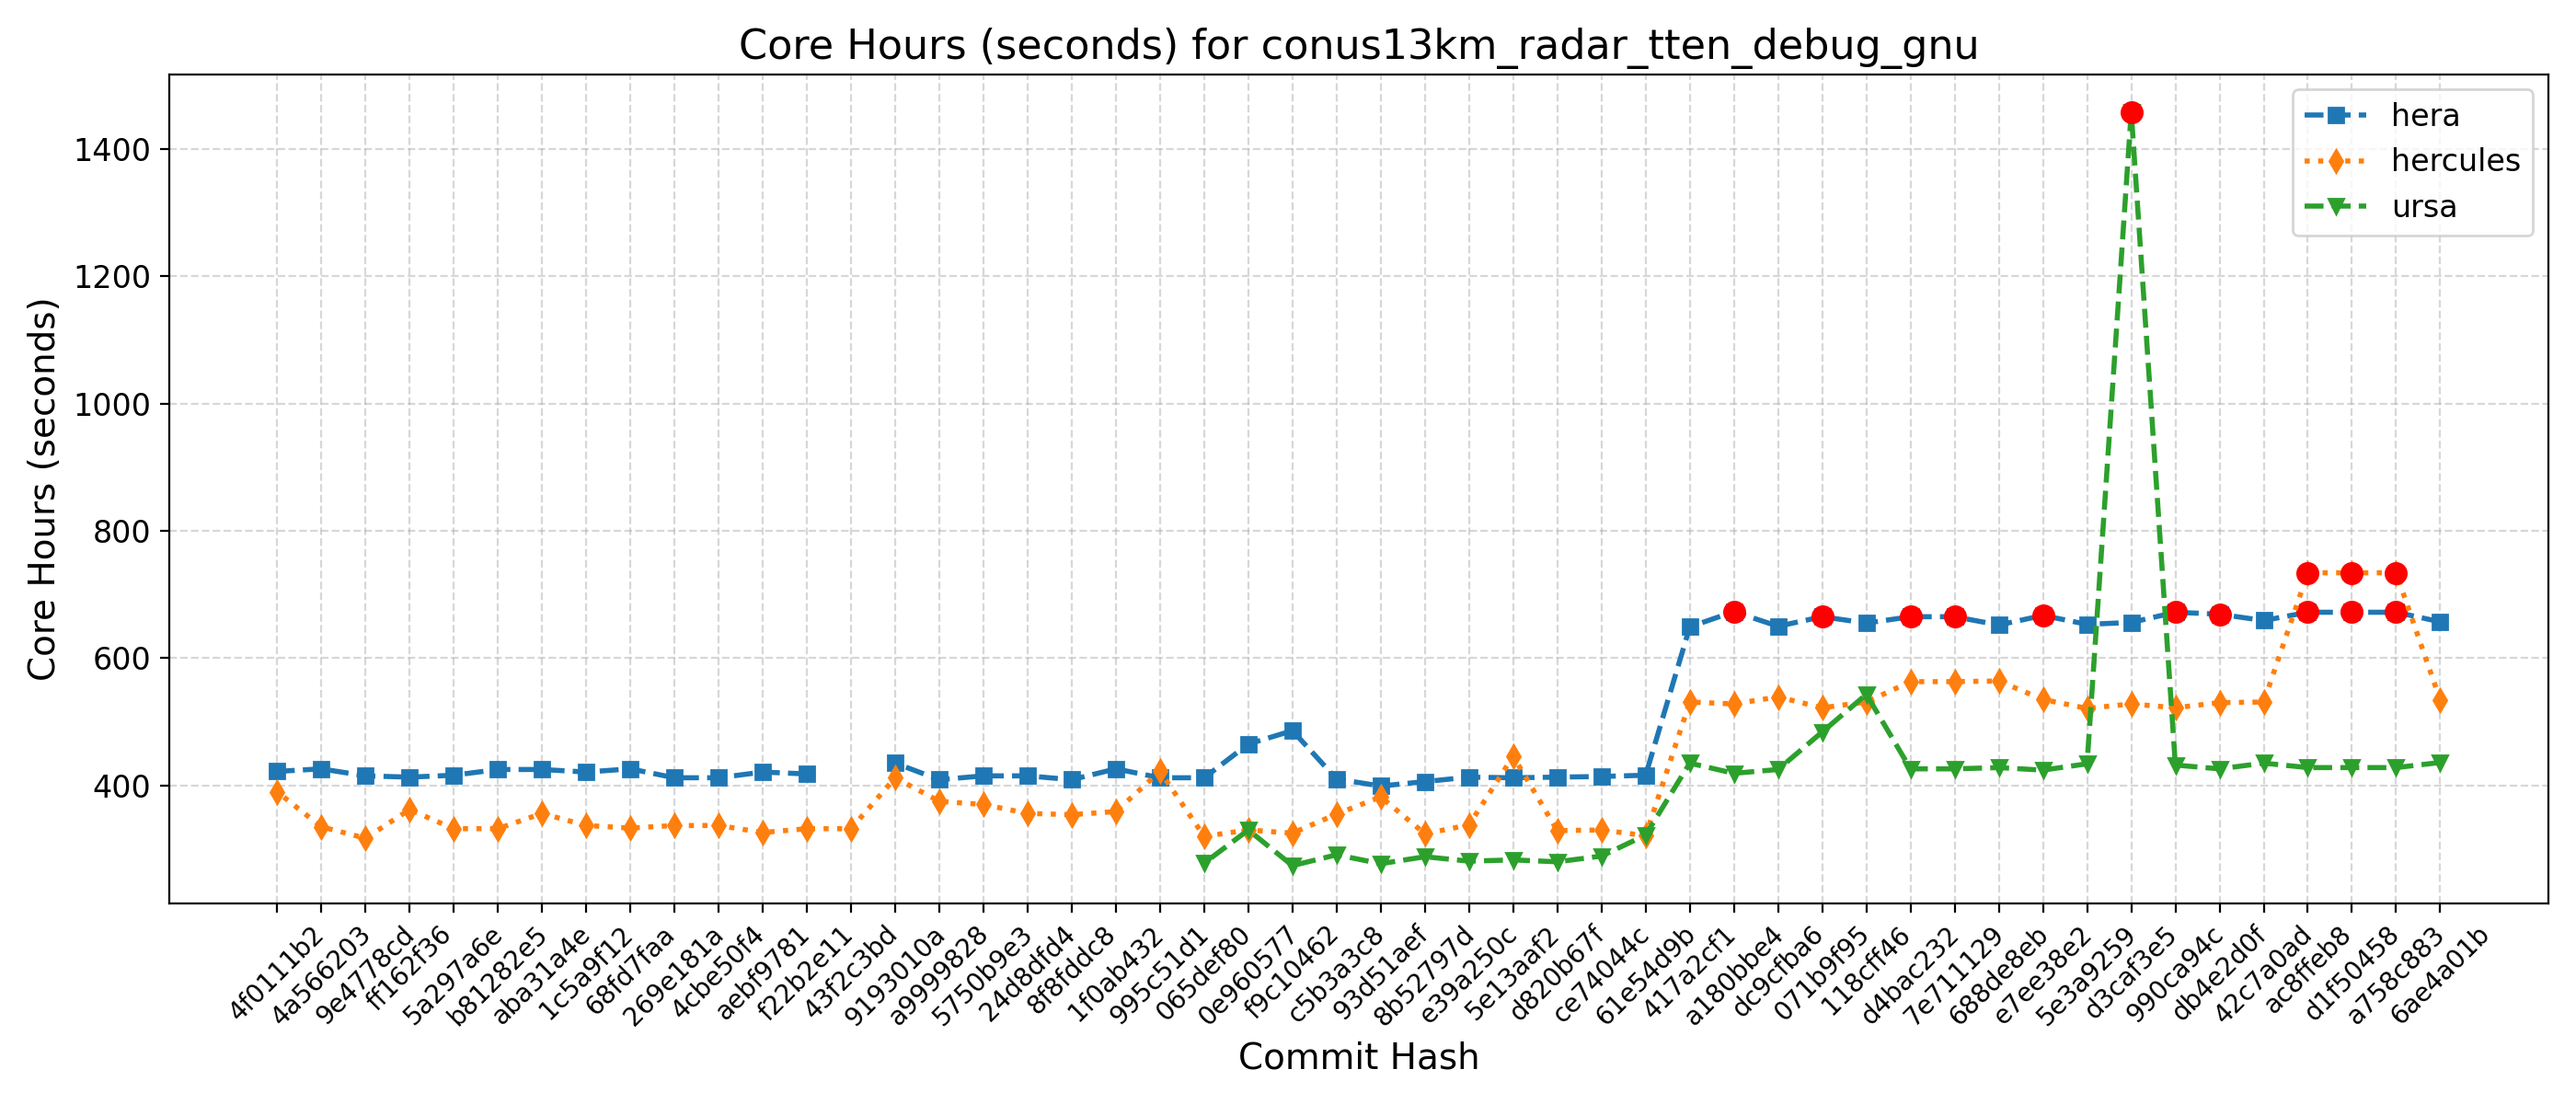 Core Hours (seconds) for conus13km_radar_tten_debug_gnu
Core Hours (seconds)
1400
1200
1000
800
600
400
hera
hercules
ursa
4f0111b2
4a566203
9e4778cd
ff162f36
5a297a6e
b81282e5
aba31a4e
1c5a9f12
68fd7faa
269e181a
4cbe50f4
aebf9781
f22b2e11
43f2c3bd
9193010a
a9999828
5750b9e3
24d8dfd4
8f8fddc8
1f0ab432
995c51d1
065def80
0e960577
f9c10462
c5b3a3c8
93d51aef
8b52797d
e39a250c
5e13aaf2
d820b67f
ce74044c
61e54d9b
417a2cf1
a180bbe4
dc9cfba6
071b9f95
118cff46
d4bac232
7e711129
688de8eb
e7ee38e2
5e3a9259
d3caf3e5
990ca94c
db4e2d0f
42c7a0ad
ac8ffeb8
d1f50458
a758c883
6ae4a01b
Commit Hash